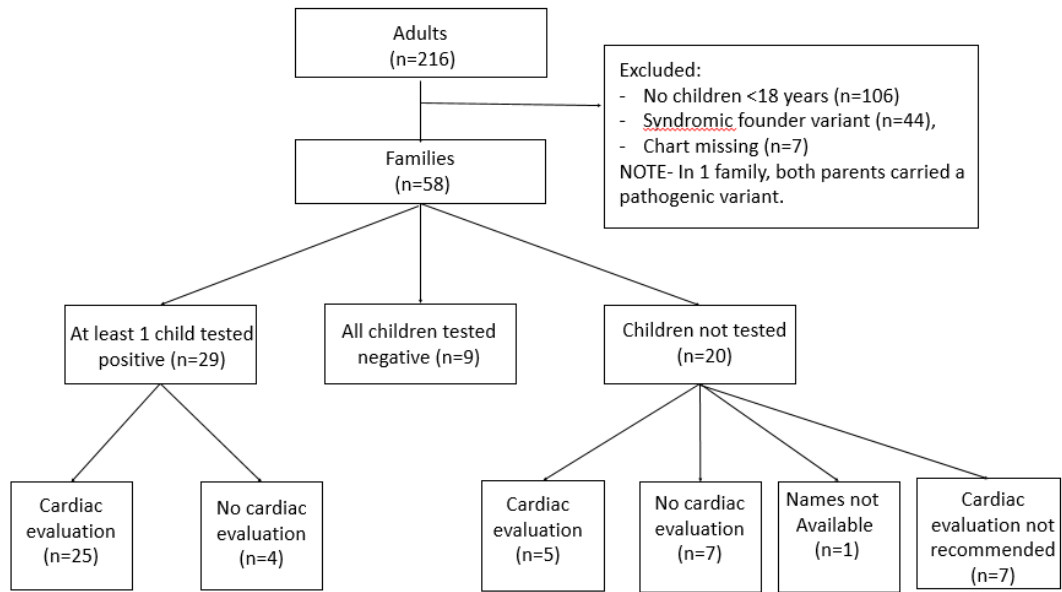 Adults
(n=216)
Excluded:
- No children <18 years (n=106)
- Syndromic founder variant (n=44),
- Chart missing (n=7)
NOTE- In 1 family, both parents carried a
pathogenic variant.
Families
(n=58)
At least 1 child tested
positive (n=29)
All children tested
negative (n=9)
Children not tested
(n=20)
Cardiac
evaluation
(n=25)
No cardiac
evaluation
(n=4)
Cardiac
evaluation
(n=5)
No cardiac
evaluation
(n=7)
Names not
Available
(n=1)
Cardiac
evaluation not
recommended
(n=7)